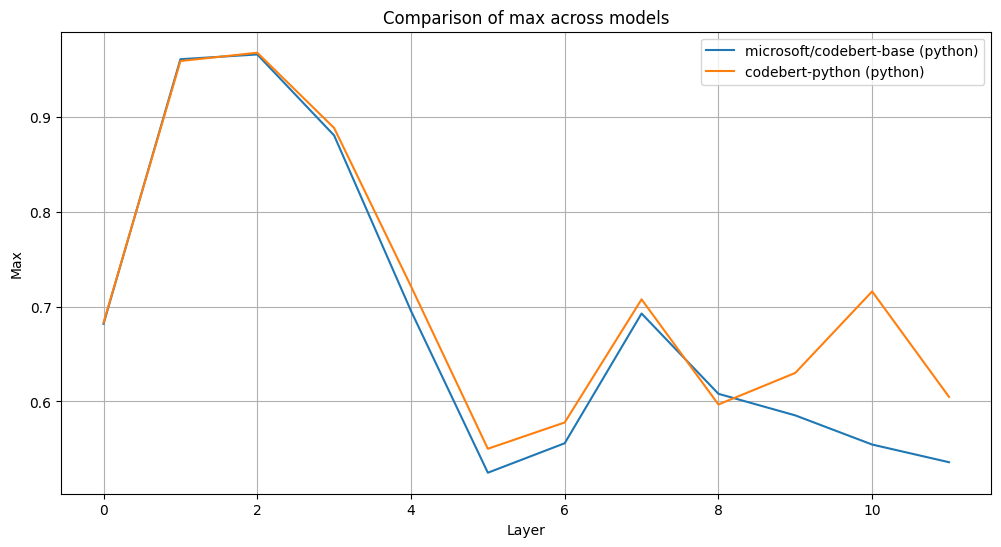 Comparison of max across models
microsoft/codebert-base (python)
codebert-python (python)
Max
0.9
0.8
0.7
0.6
0 2 4 6 8 10
Layer